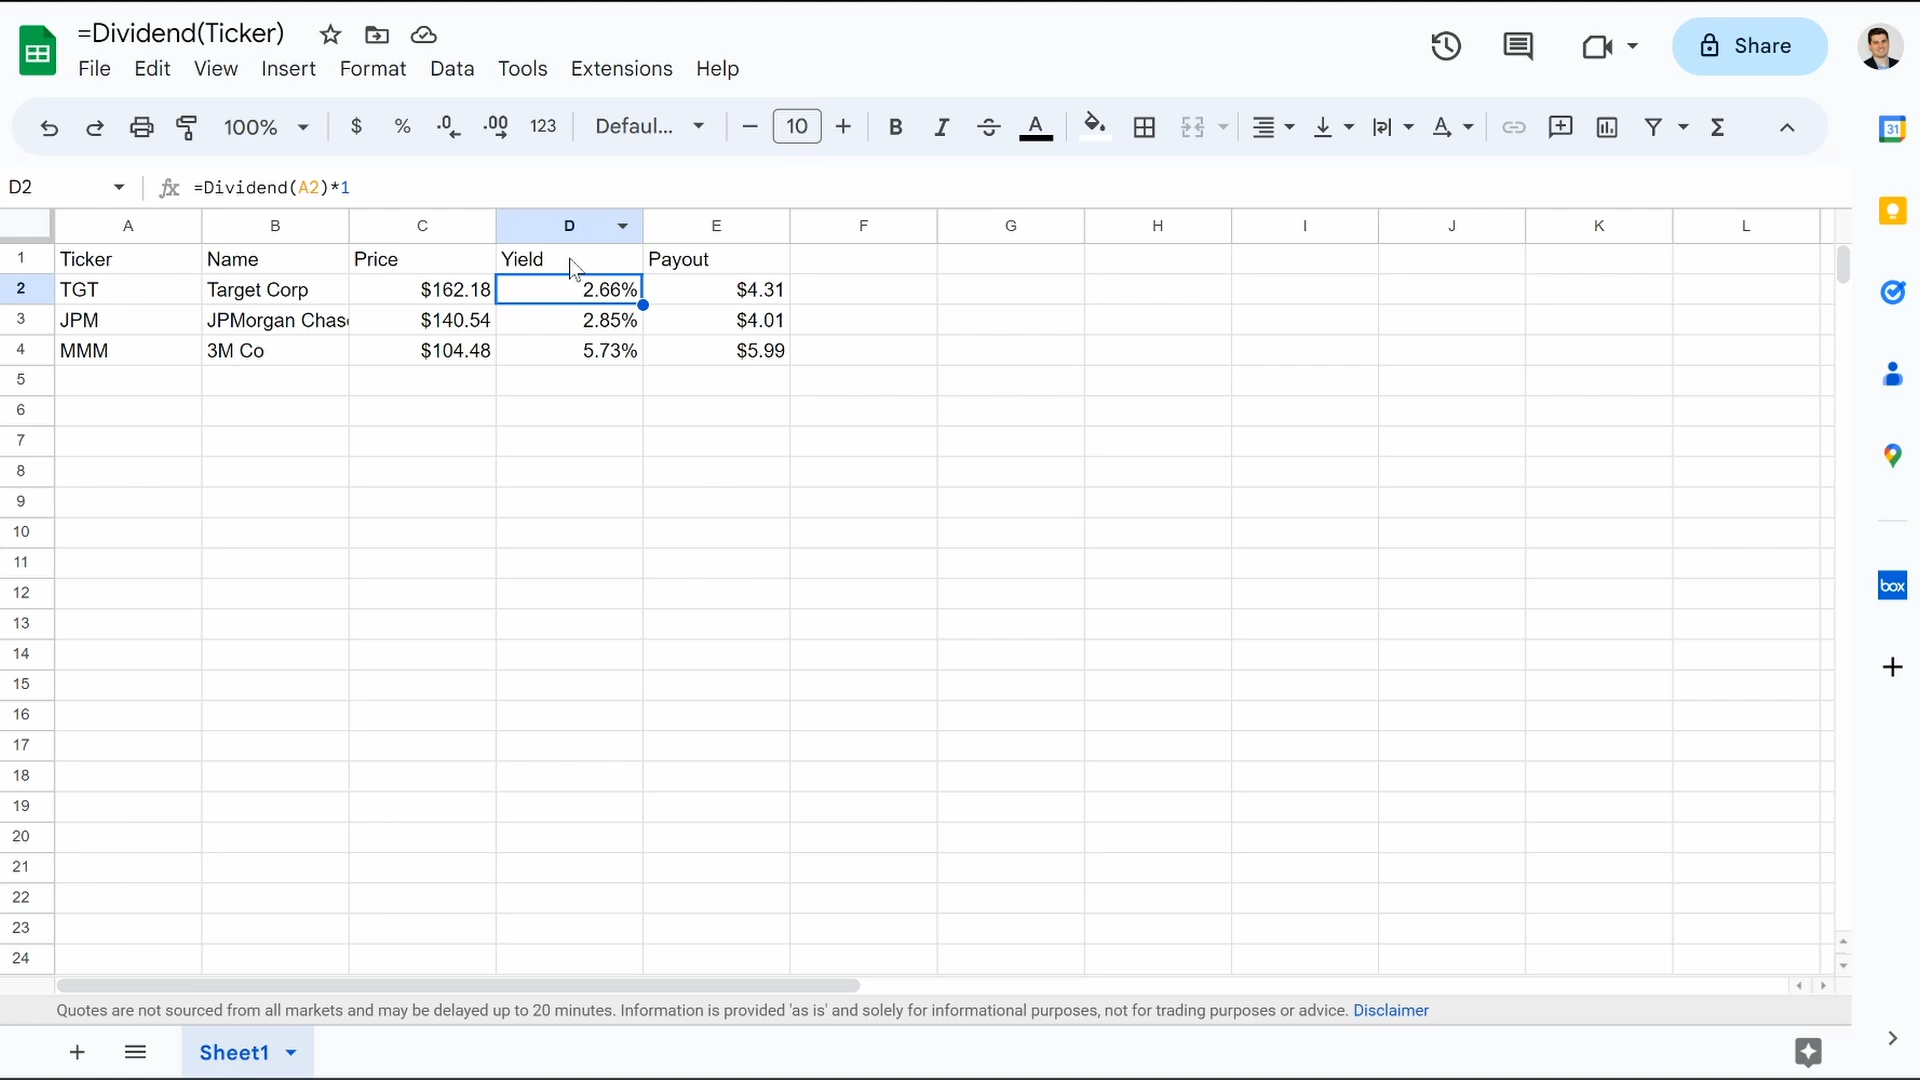 =Dividend(Ticker)
File Edit View Insert Format Data Tools Extensions Help
Share
100% $ % .0 .00 123 Defaul... 10 B I A
31
D2 fx =Dividend(A2)*1
A B C D E F G H I J K L
1 Ticker Name Price Yield Payout
2 TGT Target Corp $162.18 2.66% $4.31
3 JPM JPMorgan Chas $140.54 2.85% $4.01
4 MMM 3M Co $104.48 5.73% $5.99
5
6
7
8
9
10
11
12
box
13
14
15
16
17
18
19
20
21
22
23
24
Quotes are not sourced from all markets and may be delayed up to 20 minutes. Information is provided 'as is' and solely for informational purposes, not for trading purposes or advice. Disclaimer
Sheet1